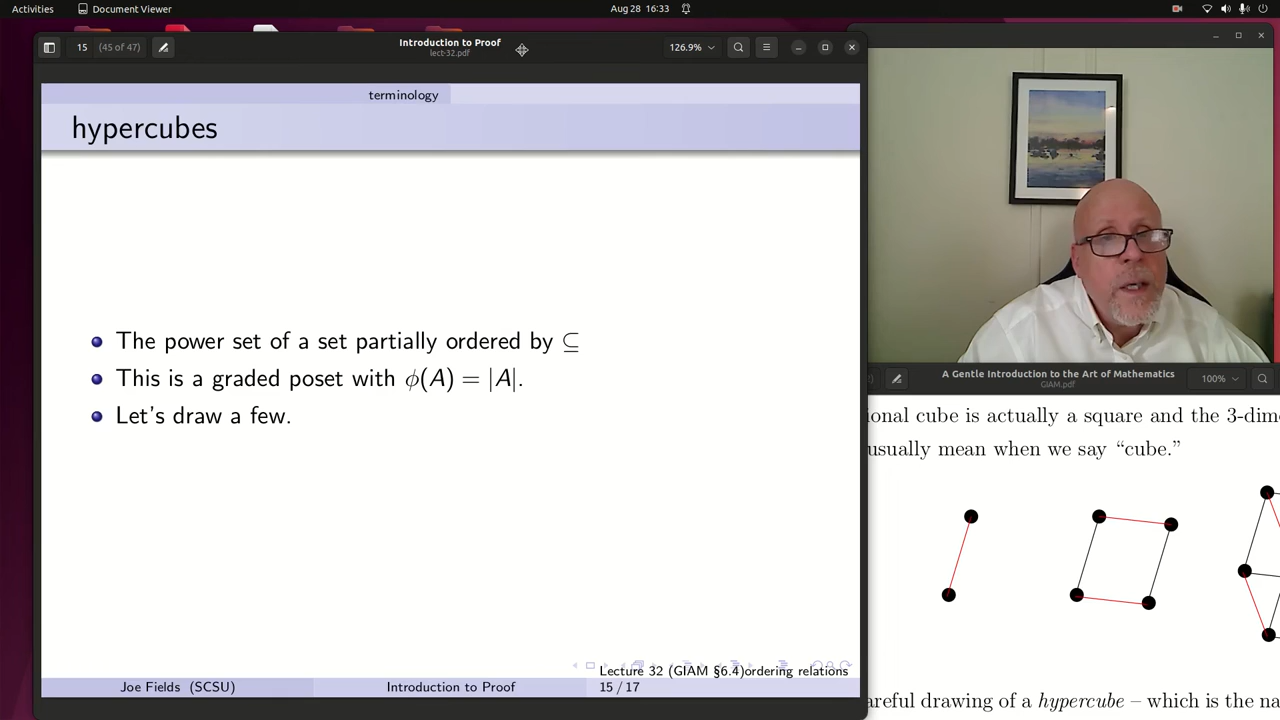 Activities
Document Viewer
Aug 28 16:33
15
(45 of 47)
Introduction to Proof
lect-32.pdf
126.9%
terminology
hypercubes
The power set of a set partially ordered by ⊆
This is a graded poset with ϕ(A) = |A|.
Let's draw a few.
Lecture 32 (GIAM §6.4)ordering relations
Joe Fields (SCSU)
Introduction to Proof
15 / 17
A Gentle Introduction to the Art of Mathematics
GIAM.pdf
100%
ional cube is actually a square and the 3-dim
usually mean when we say “cube.”
areful drawing of a hypercube – which is the na